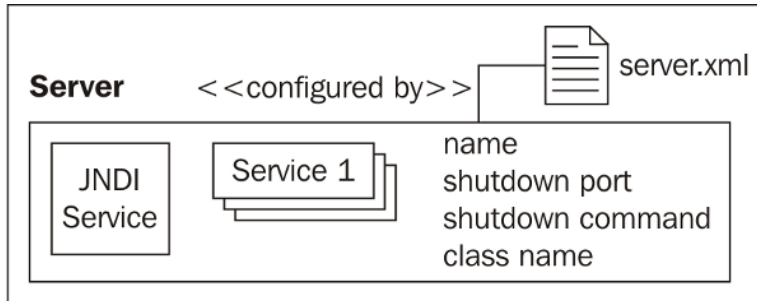 server.xml
Server <<configured by>>
JNDI
Service
Service 1
name
shutdown port
shutdown command
class name